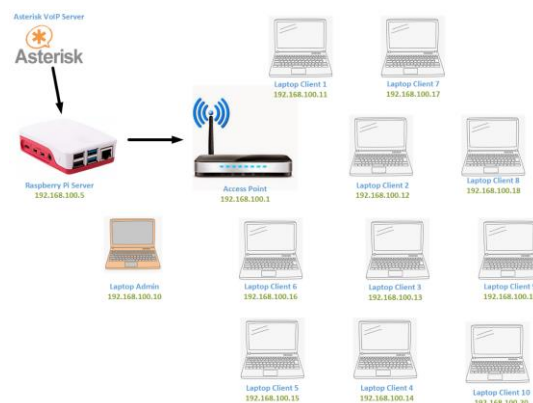 Asterisk VoIP Server
Asterisk
Raspberry Pi Server
192.168.100.5
Access Point
192.168.100.1
Laptop Client 1
192.168.100.11
Laptop Client 7
192.168.100.17
Laptop Client 2
192.168.100.12
Laptop Client 8
192.168.100.18
Laptop Admin
192.168.100.10
Laptop Client 6
192.168.100.16
Laptop Client 3
192.168.100.13
Laptop Client
Laptop Client 5
192.168.100.15
Laptop Client 4
192.168.100.14
Laptop Client 10